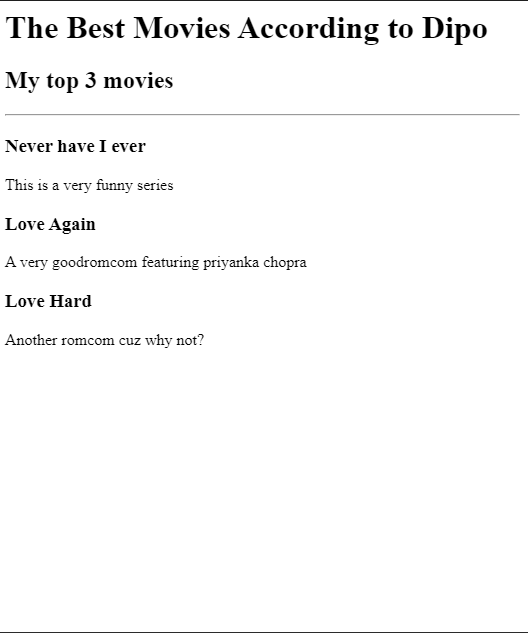 The Best Movies According to Dipo
My top 3 movies
Never have I ever
This is a very funny series
Love Again
A very goodromcom featuring priyanka chopra
Love Hard
Another romcom cuz why not?